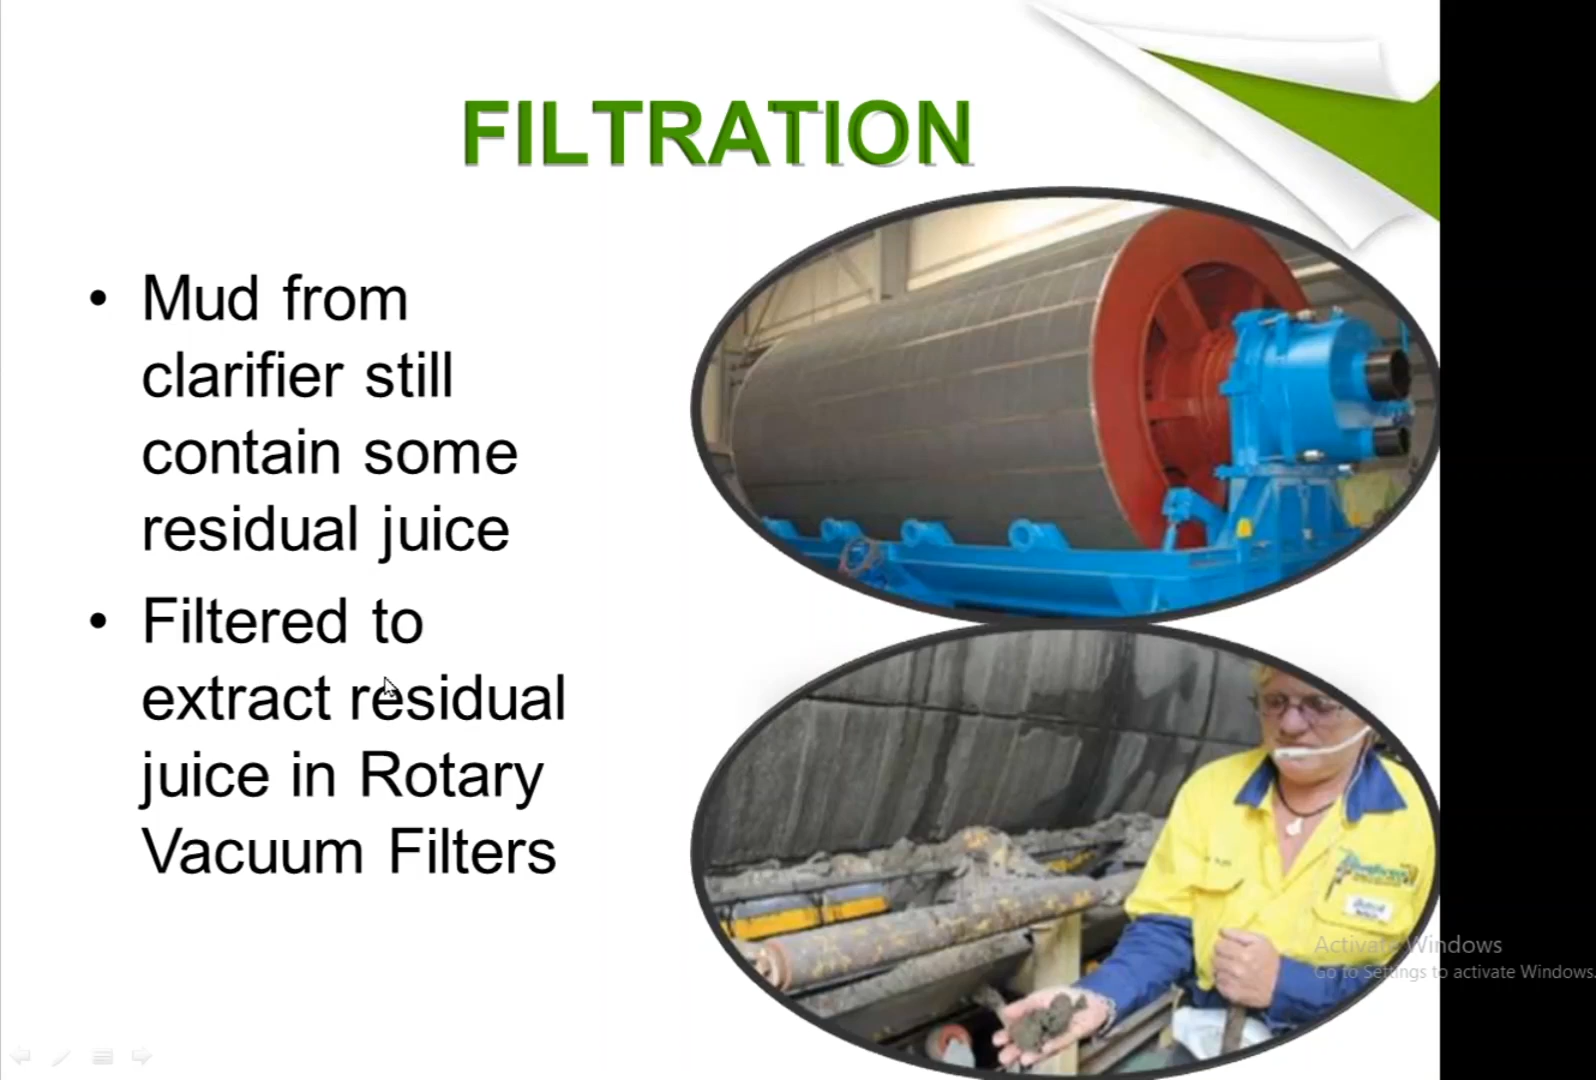 FILTRATION
• Mud from
clarifier still
contain some
residual juice
• Filtered to
extract residual
juice in Rotary
Vacuum Filters
Activate Windows
Go to Settings to activate Windows.